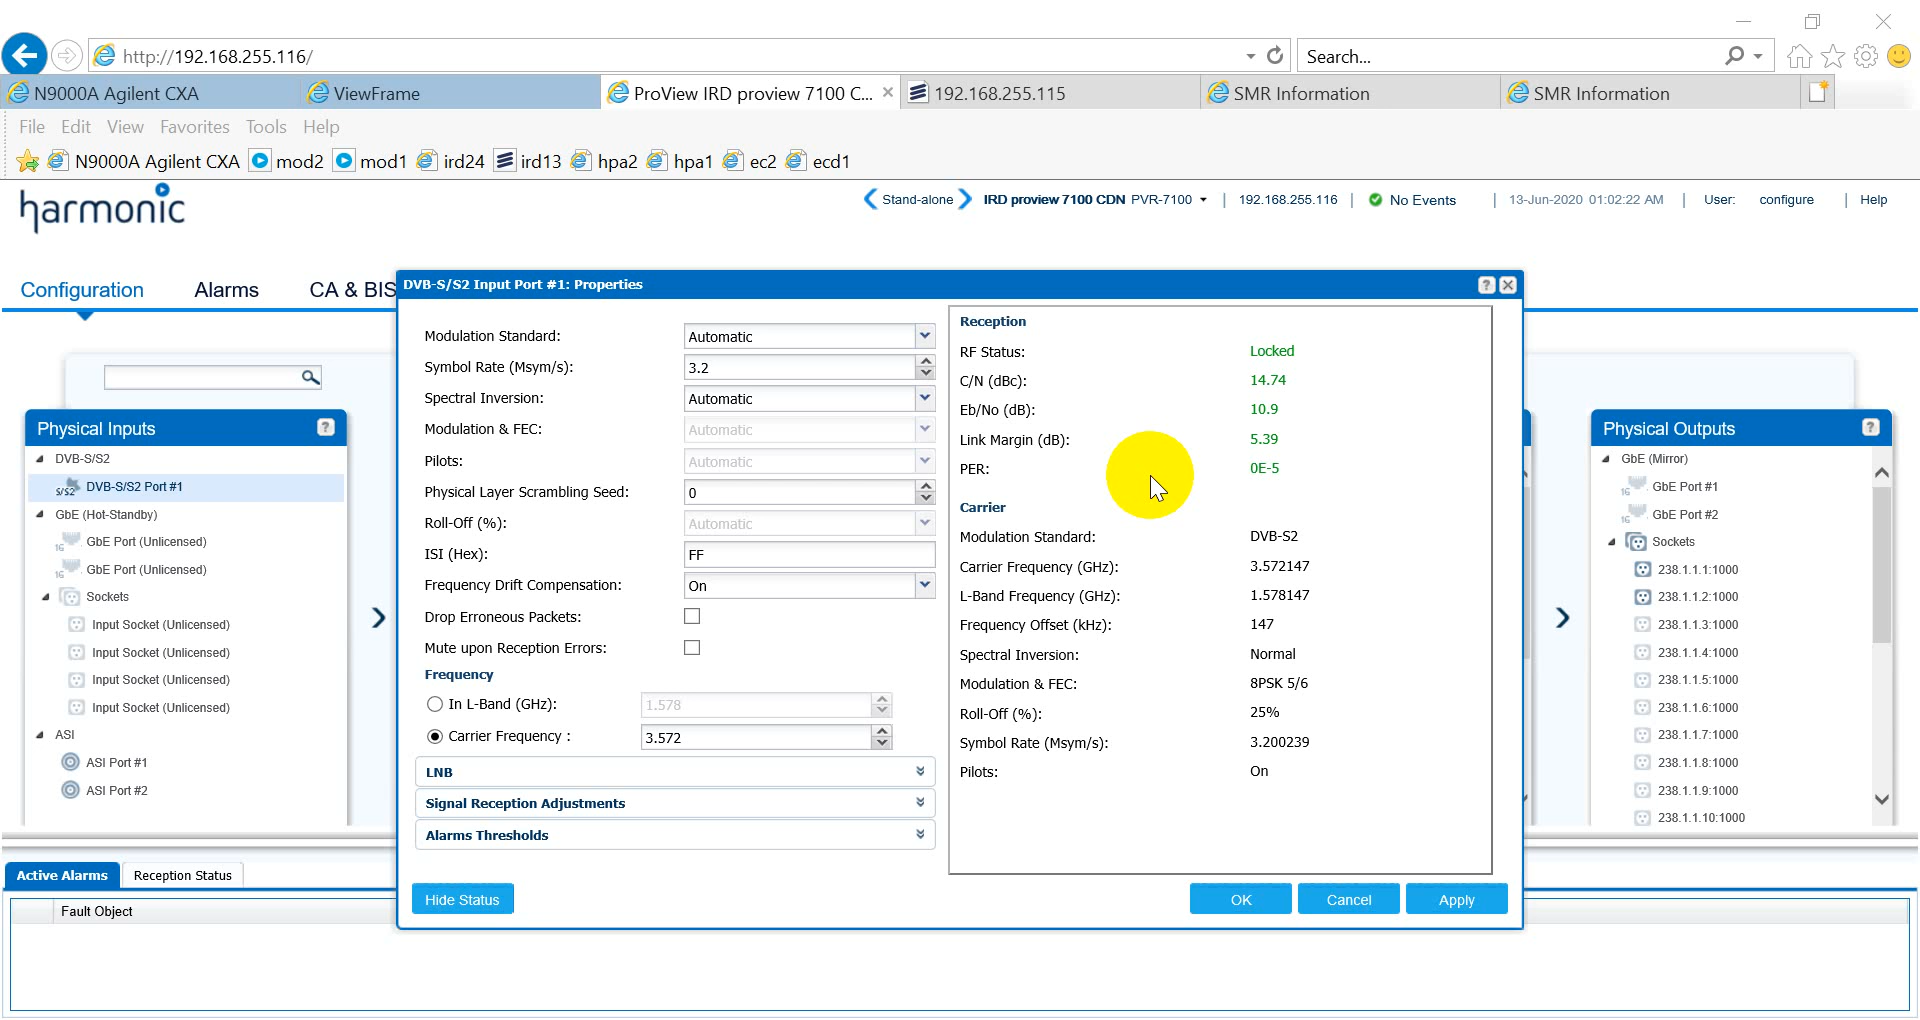 http://192.168.255.116/
Search...
N9000A Agilent CXA
ViewFrame
ProView IRD proview 7100 C...
192.168.255.115
SMR Information
SMR Information
File Edit View Favorites Tools Help
N9000A Agilent CXA mod2 mod1 ird24 ird13 hpa2 hpa1 ec2 ecd1
harmonic
Stand-alone IRD proview 7100 CDN PVR-7100 | 192.168.255.116 | No Events | 13-Jun-2020 01:02:22 AM | User: configure | Help
Configuration Alarms CA & BIS
DVB-S/S2 Input Port #1: Properties
Physical Inputs
DVB-S/S2
S/S2 DVB-S/S2 Port #1
GbE (Hot-Standby)
16 GbE Port (Unlicensed)
16 GbE Port (Unlicensed)
Sockets
Input Socket (Unlicensed)
Input Socket (Unlicensed)
Input Socket (Unlicensed)
Input Socket (Unlicensed)
ASI
ASI Port #1
ASI Port #2
Modulation Standard: Automatic
Symbol Rate (Msym/s): 3.2
Spectral Inversion: Automatic
Modulation & FEC: Automatic
Pilots: Automatic
Physical Layer Scrambling Seed: 0
Roll-Off (%): Automatic
ISI (Hex): FF
Frequency Drift Compensation: On
Drop Erroneous Packets:
Mute upon Reception Errors:
Frequency
In L-Band (GHz): 1.578
Carrier Frequency : 3.572
LNB
Signal Reception Adjustments
Alarms Thresholds
Reception
RF Status: Locked
C/N (dBc): 14.74
Eb/No (dB): 10.9
Link Margin (dB): 5.39
PER: 0E-5
Carrier
Modulation Standard: DVB-S2
Carrier Frequency (GHz): 3.572147
L-Band Frequency (GHz): 1.578147
Frequency Offset (kHz): 147
Spectral Inversion: Normal
Modulation & FEC: 8PSK 5/6
Roll-Off (%): 25%
Symbol Rate (Msym/s): 3.200239
Pilots: On
Hide Status
OK Cancel Apply
Physical Outputs
GbE (Mirror)
16 GbE Port #1
16 GbE Port #2
Sockets
238.1.1.1:1000
238.1.1.2:1000
238.1.1.3:1000
238.1.1.4:1000
238.1.1.5:1000
238.1.1.6:1000
238.1.1.7:1000
238.1.1.8:1000
238.1.1.9:1000
238.1.1.10:1000
Active Alarms Reception Status
Fault Object